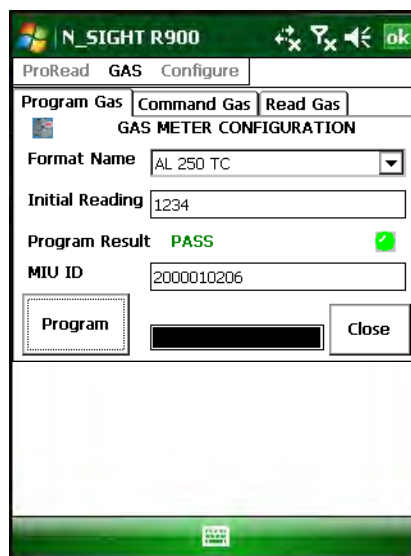 N_SIGHT R900 ok
ProRead GAS Configure
Program Gas Command Gas Read Gas
GAS METER CONFIGURATION
Format Name AL 250 TC
Initial Reading 1234
Program Result PASS
MIU ID 2000010206
Program Close